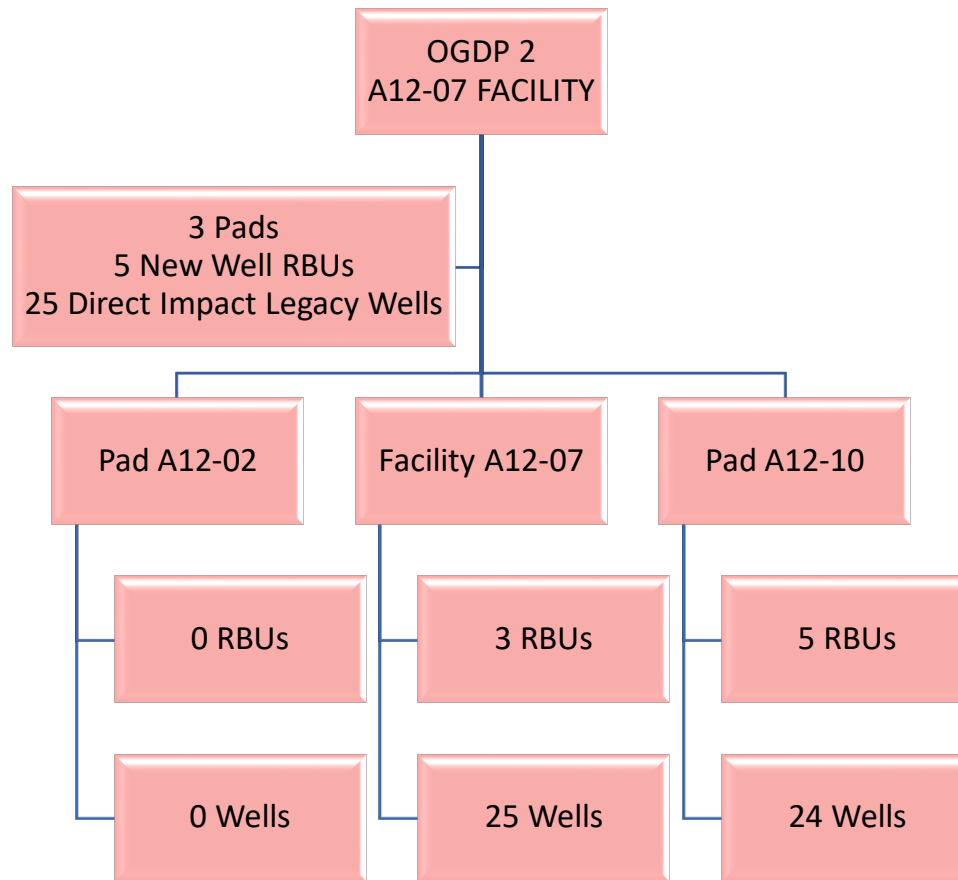 OGDP 2
A12-07 FACILITY
3 Pads
5 New Well RBUs
25 Direct Impact Legacy Wells
Pad A12-02
Facility A12-07
Pad A12-10
0 RBUs
3 RBUs
5 RBUs
0 Wells
25 Wells
24 Wells